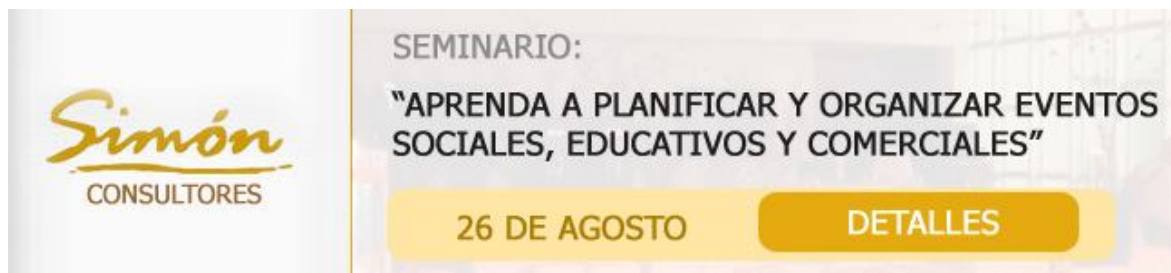 Simón
CONSULTORES
SEMINARIO:
“APRENDA A PLANIFICAR Y ORGANIZAR EVENTOS
SOCIALES, EDUCATIVOS Y COMERCIALES”
26 DE AGOSTO
DETALLES